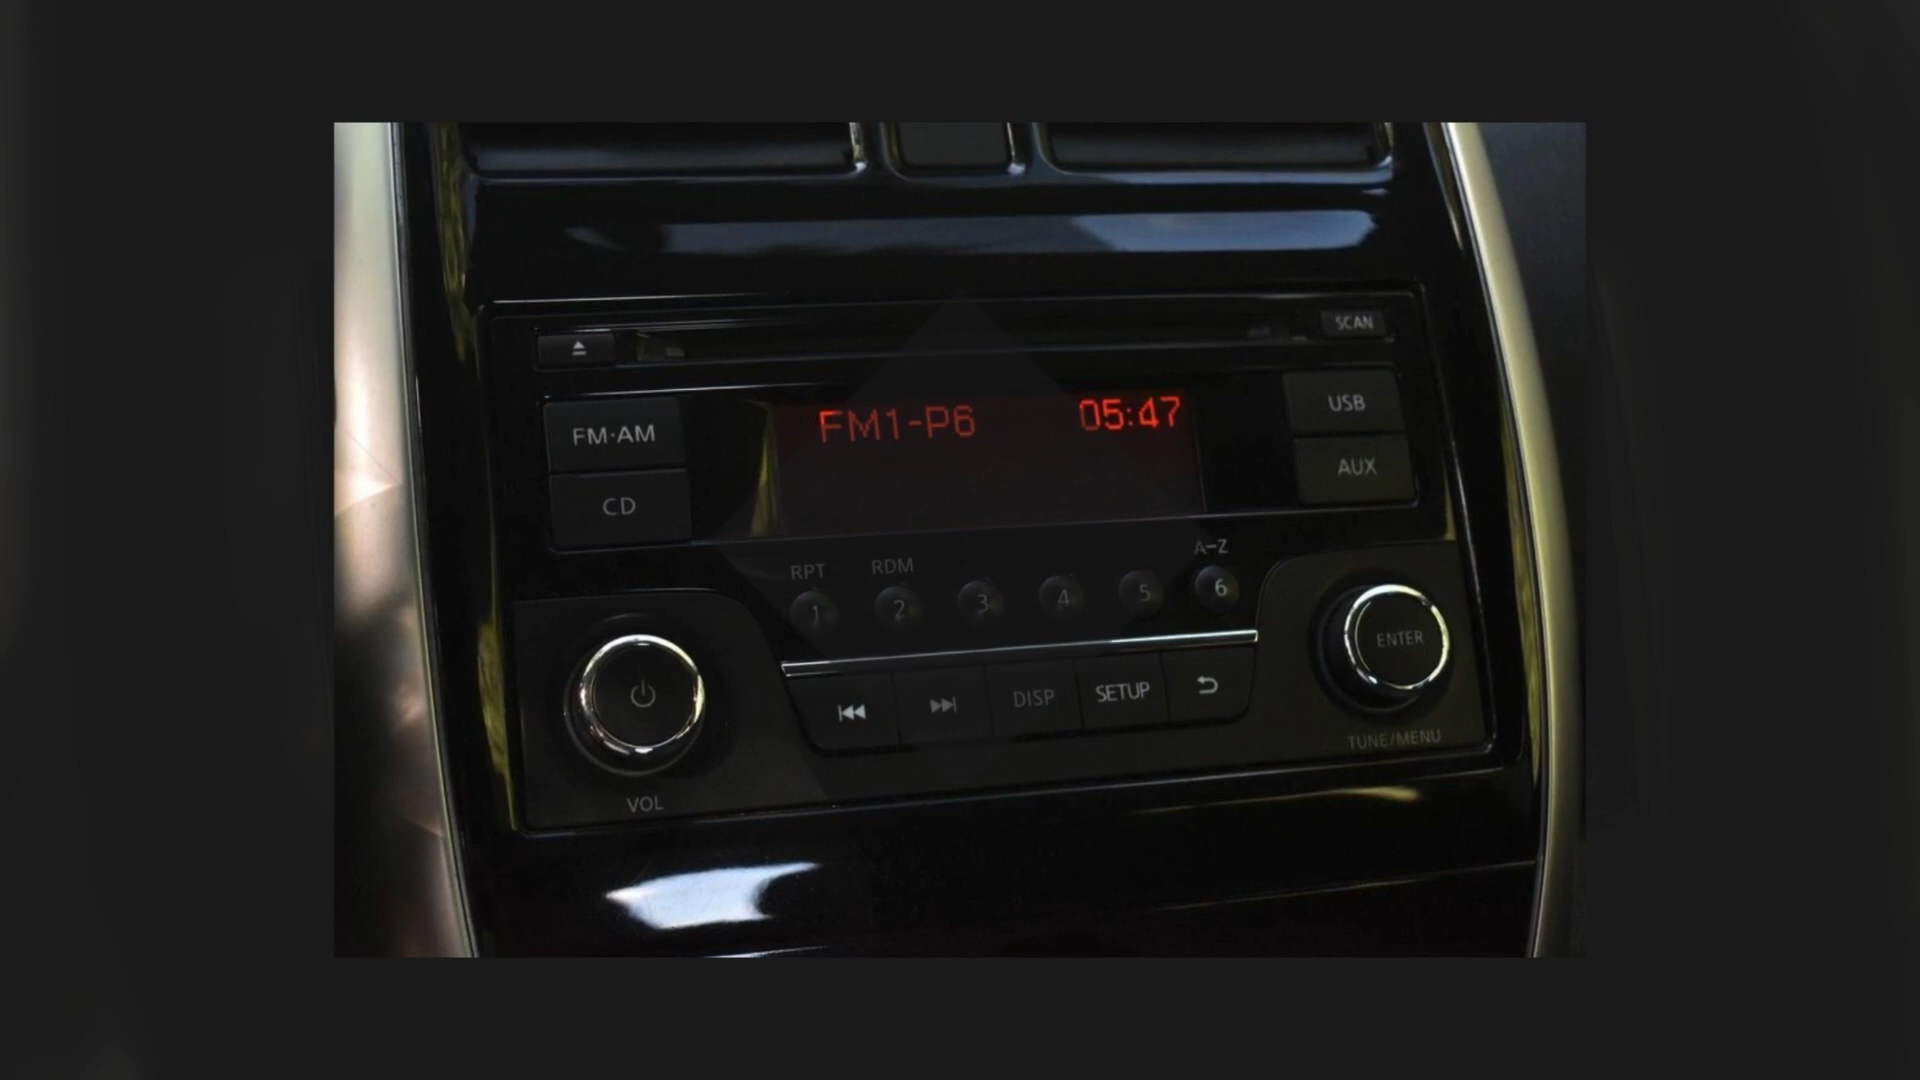 SCAN
FM·AM
FM1-P6 05:47
USB
CD
AUX
RPT RDM A-Z
1 2 3 4 5 6
ENTER
DISP SETUP
TUNE/MENU
VOL